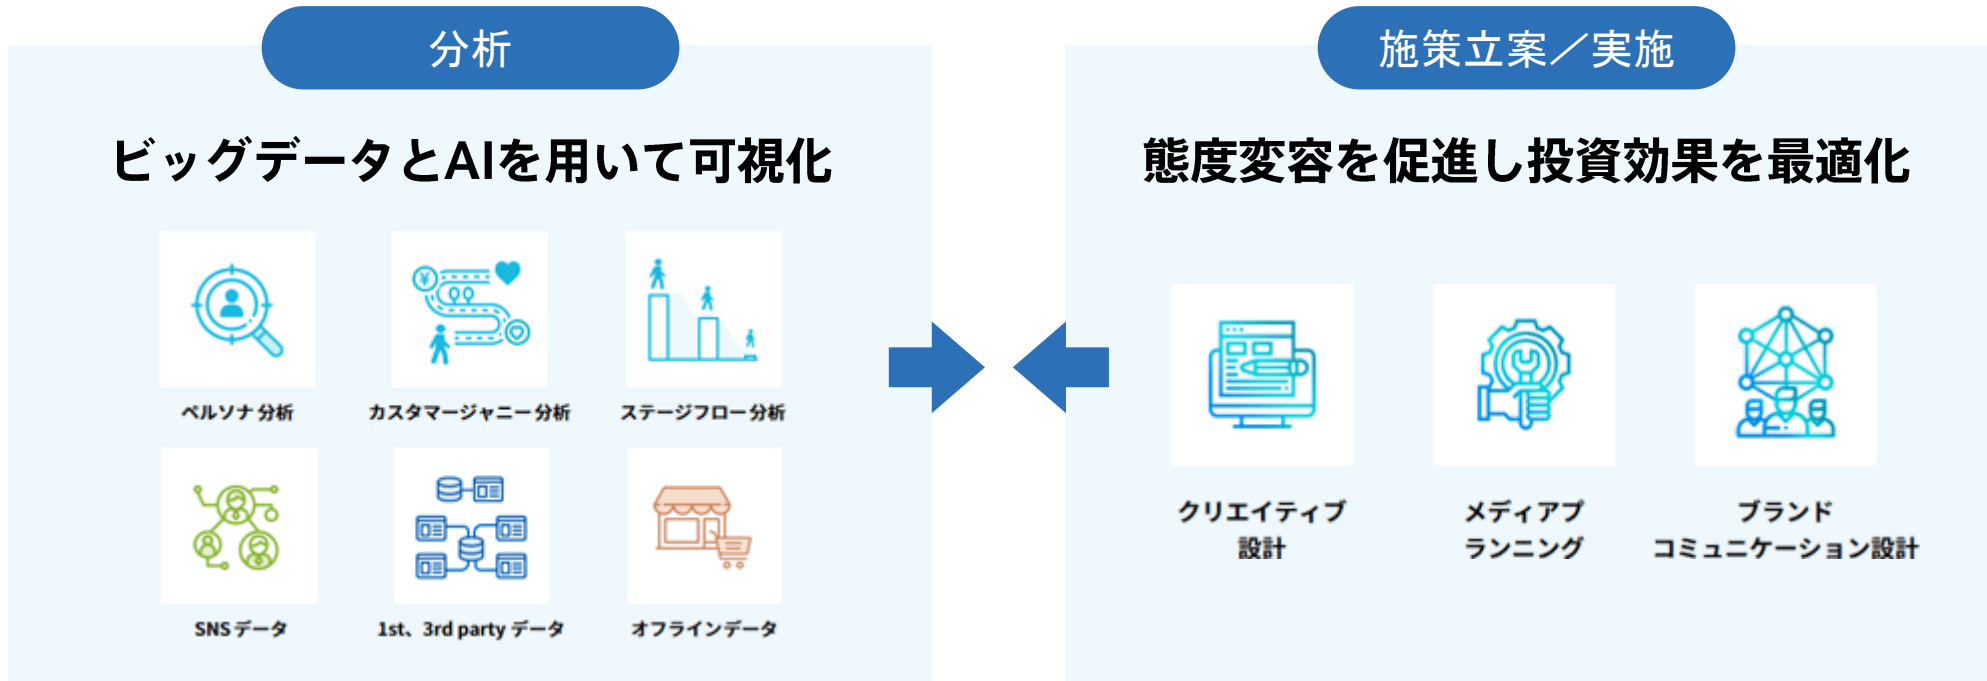 分析
ビッグデータとAIを用いて可視化
ペルソナ分析
カスタマージャニー分析
ステージフロー分析
SNSデータ
1st、3rd party データ
オフラインデータ
施策立案／実施
態度変容を促進し投資効果を最適化
クリエイティブ
設計
メディアプ
ランニング
ブランド
コミュニケーション設計